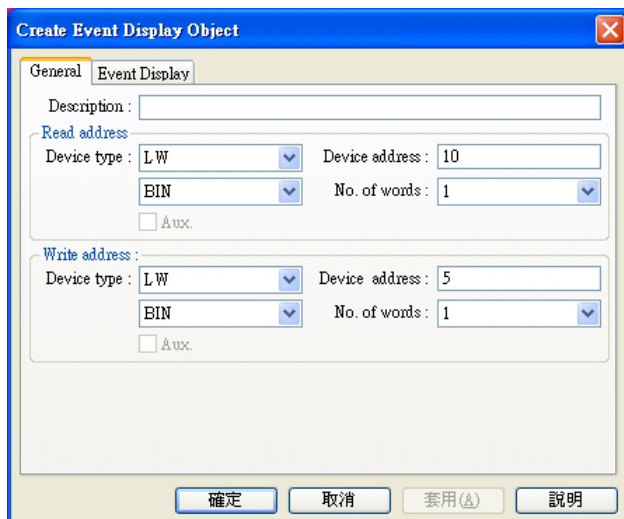 Create Event Display Object
General Event Display
Description :
Read address
Device type : LW Device address : 10
BIN No. of words : 1
Aux.
Write address :
Device type : LW Device address : 5
BIN No. of words : 1
Aux.
確定 取消 套用(A) 説明